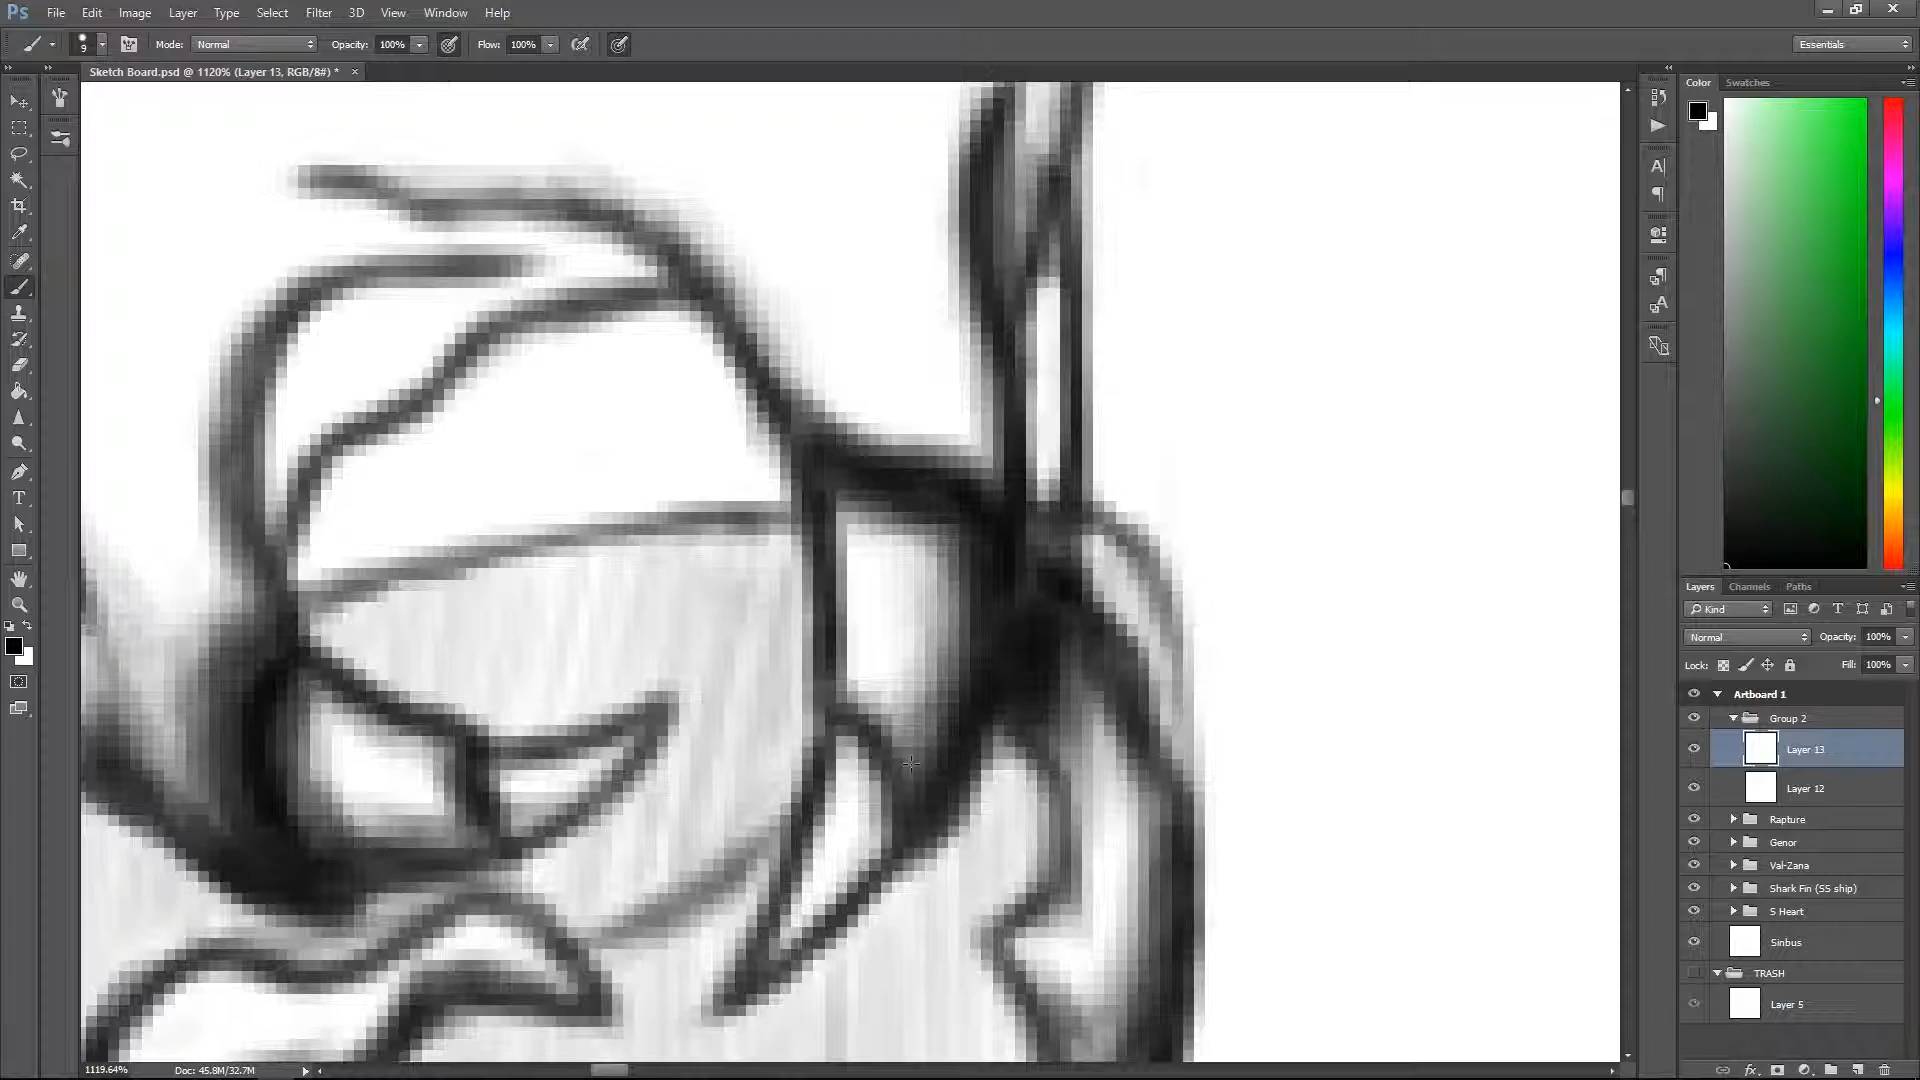 Ps File Edit Image Layer Type Select Filter 3D View Window Help
9 Mode: Normal Opacity: 100% Flow: 100% Essentials
Sketch Board.psd @ 1120% (Layer 13, RGB/8#) * ×
Color Swatches
Layers Channels Paths
Kind
Normal Opacity: 100%
Lock: Fill: 100%
Artboard 1
Group 2
Layer 13
Layer 12
Rapture
Genor
Val-Zana
Shark Fin (SS ship)
S Heart
Sinbus
TRASH
Layer 5
1119.64% Doc: 45.8M/32.7M